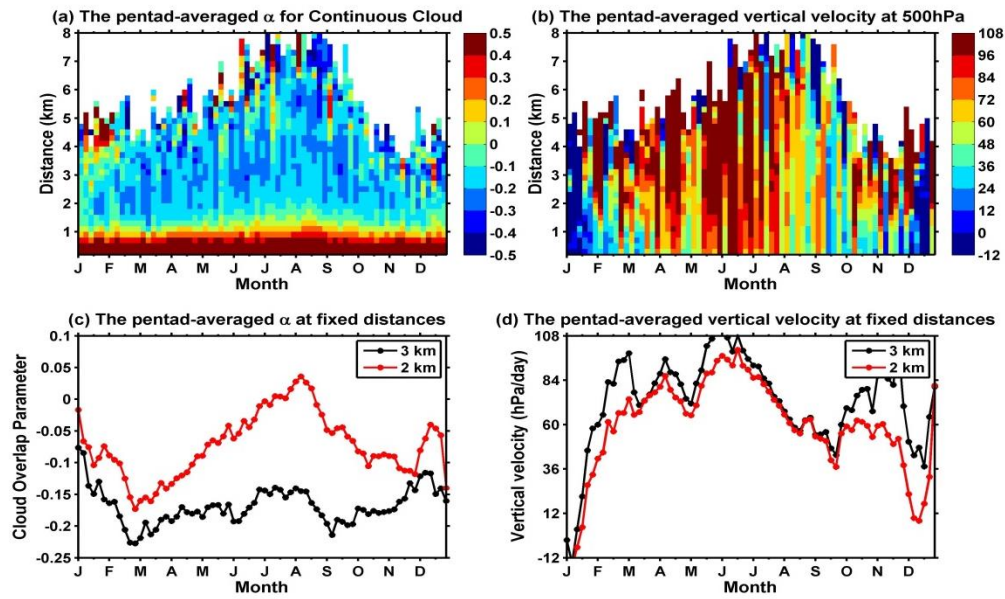 (a) The pentad-averaged α for Continuous Cloud
(b) The pentad-averaged vertical velocity at 500hPa
Distance (km)
8
7
6
5
4
3
2
1
J F M A M J J A S O N D
Month
0.5
0.4
0.3
0.2
0.1
0
-0.1
-0.2
-0.3
-0.4
-0.5
Distance (km)
8
7
6
5
4
3
2
1
J F M A M J J A S O N D
Month
108
96
84
72
60
48
36
24
12
0
-12
(c) The pentad-averaged α at fixed distances
(d) The pentad-averaged vertical velocity at fixed distances
Cloud Overlap Parameter
0.1
0.05
0
-0.05
-0.1
-0.15
-0.2
-0.25
3 km
2 km
J F M A M J J A S O N D
Month
Vertical velocity (hPa/day)
108
84
60
36
12
-12
3 km
2 km
J F M A M J J A S O N D
Month